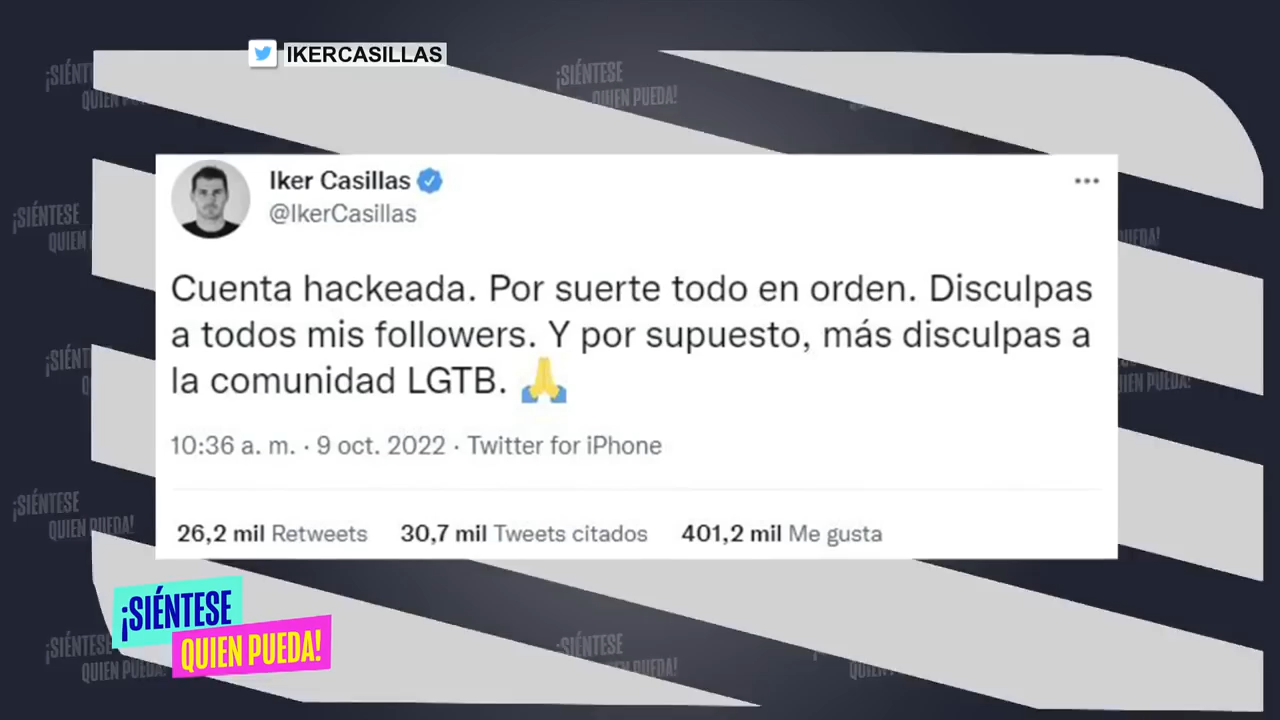 IKERCASILLAS
Iker Casillas
@IkerCasillas
Cuenta hackeada. Por suerte todo en orden. Disculpas
a todos mis followers. Y por supuesto, más disculpas a
la comunidad LGTB. 🙏
10:36 a. m. · 9 oct. 2022 · Twitter for iPhone
26,2 mil Retweets 30,7 mil Tweets citados 401,2 mil Me gusta
¡SIÉNTESE
QUIEN PUEDA!